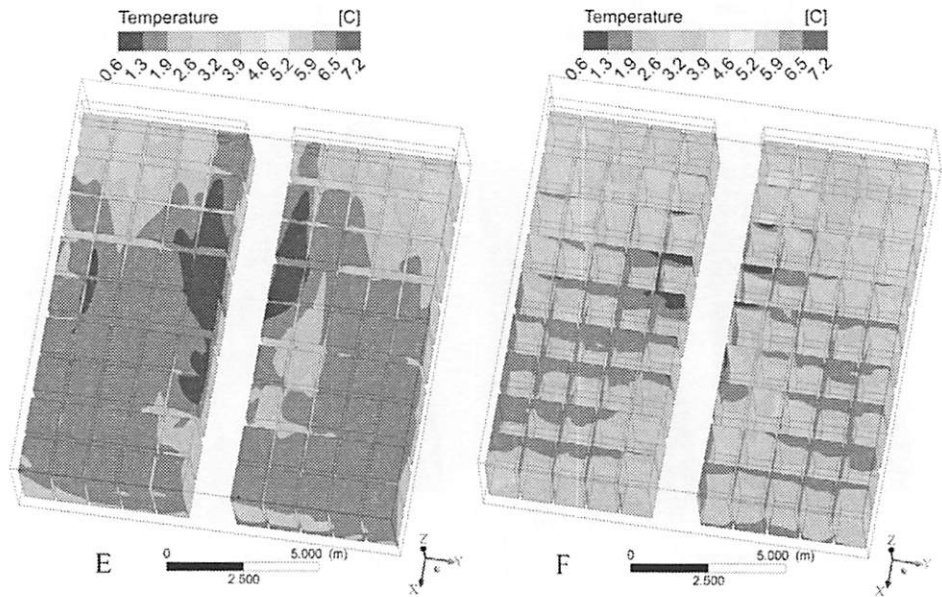 Temperature [C]
0.6 1.3 1.9 2.6 3.2 3.9 4.6 5.2 5.9 6.5 7.2
Temperature [C]
0.6 1.3 1.9 2.6 3.2 3.9 4.6 5.2 5.9 6.5 7.2
E
0 5.000 (m)
2.500
Z
Y
X
F
0 5.000 (m)
2.500
Z
Y
X